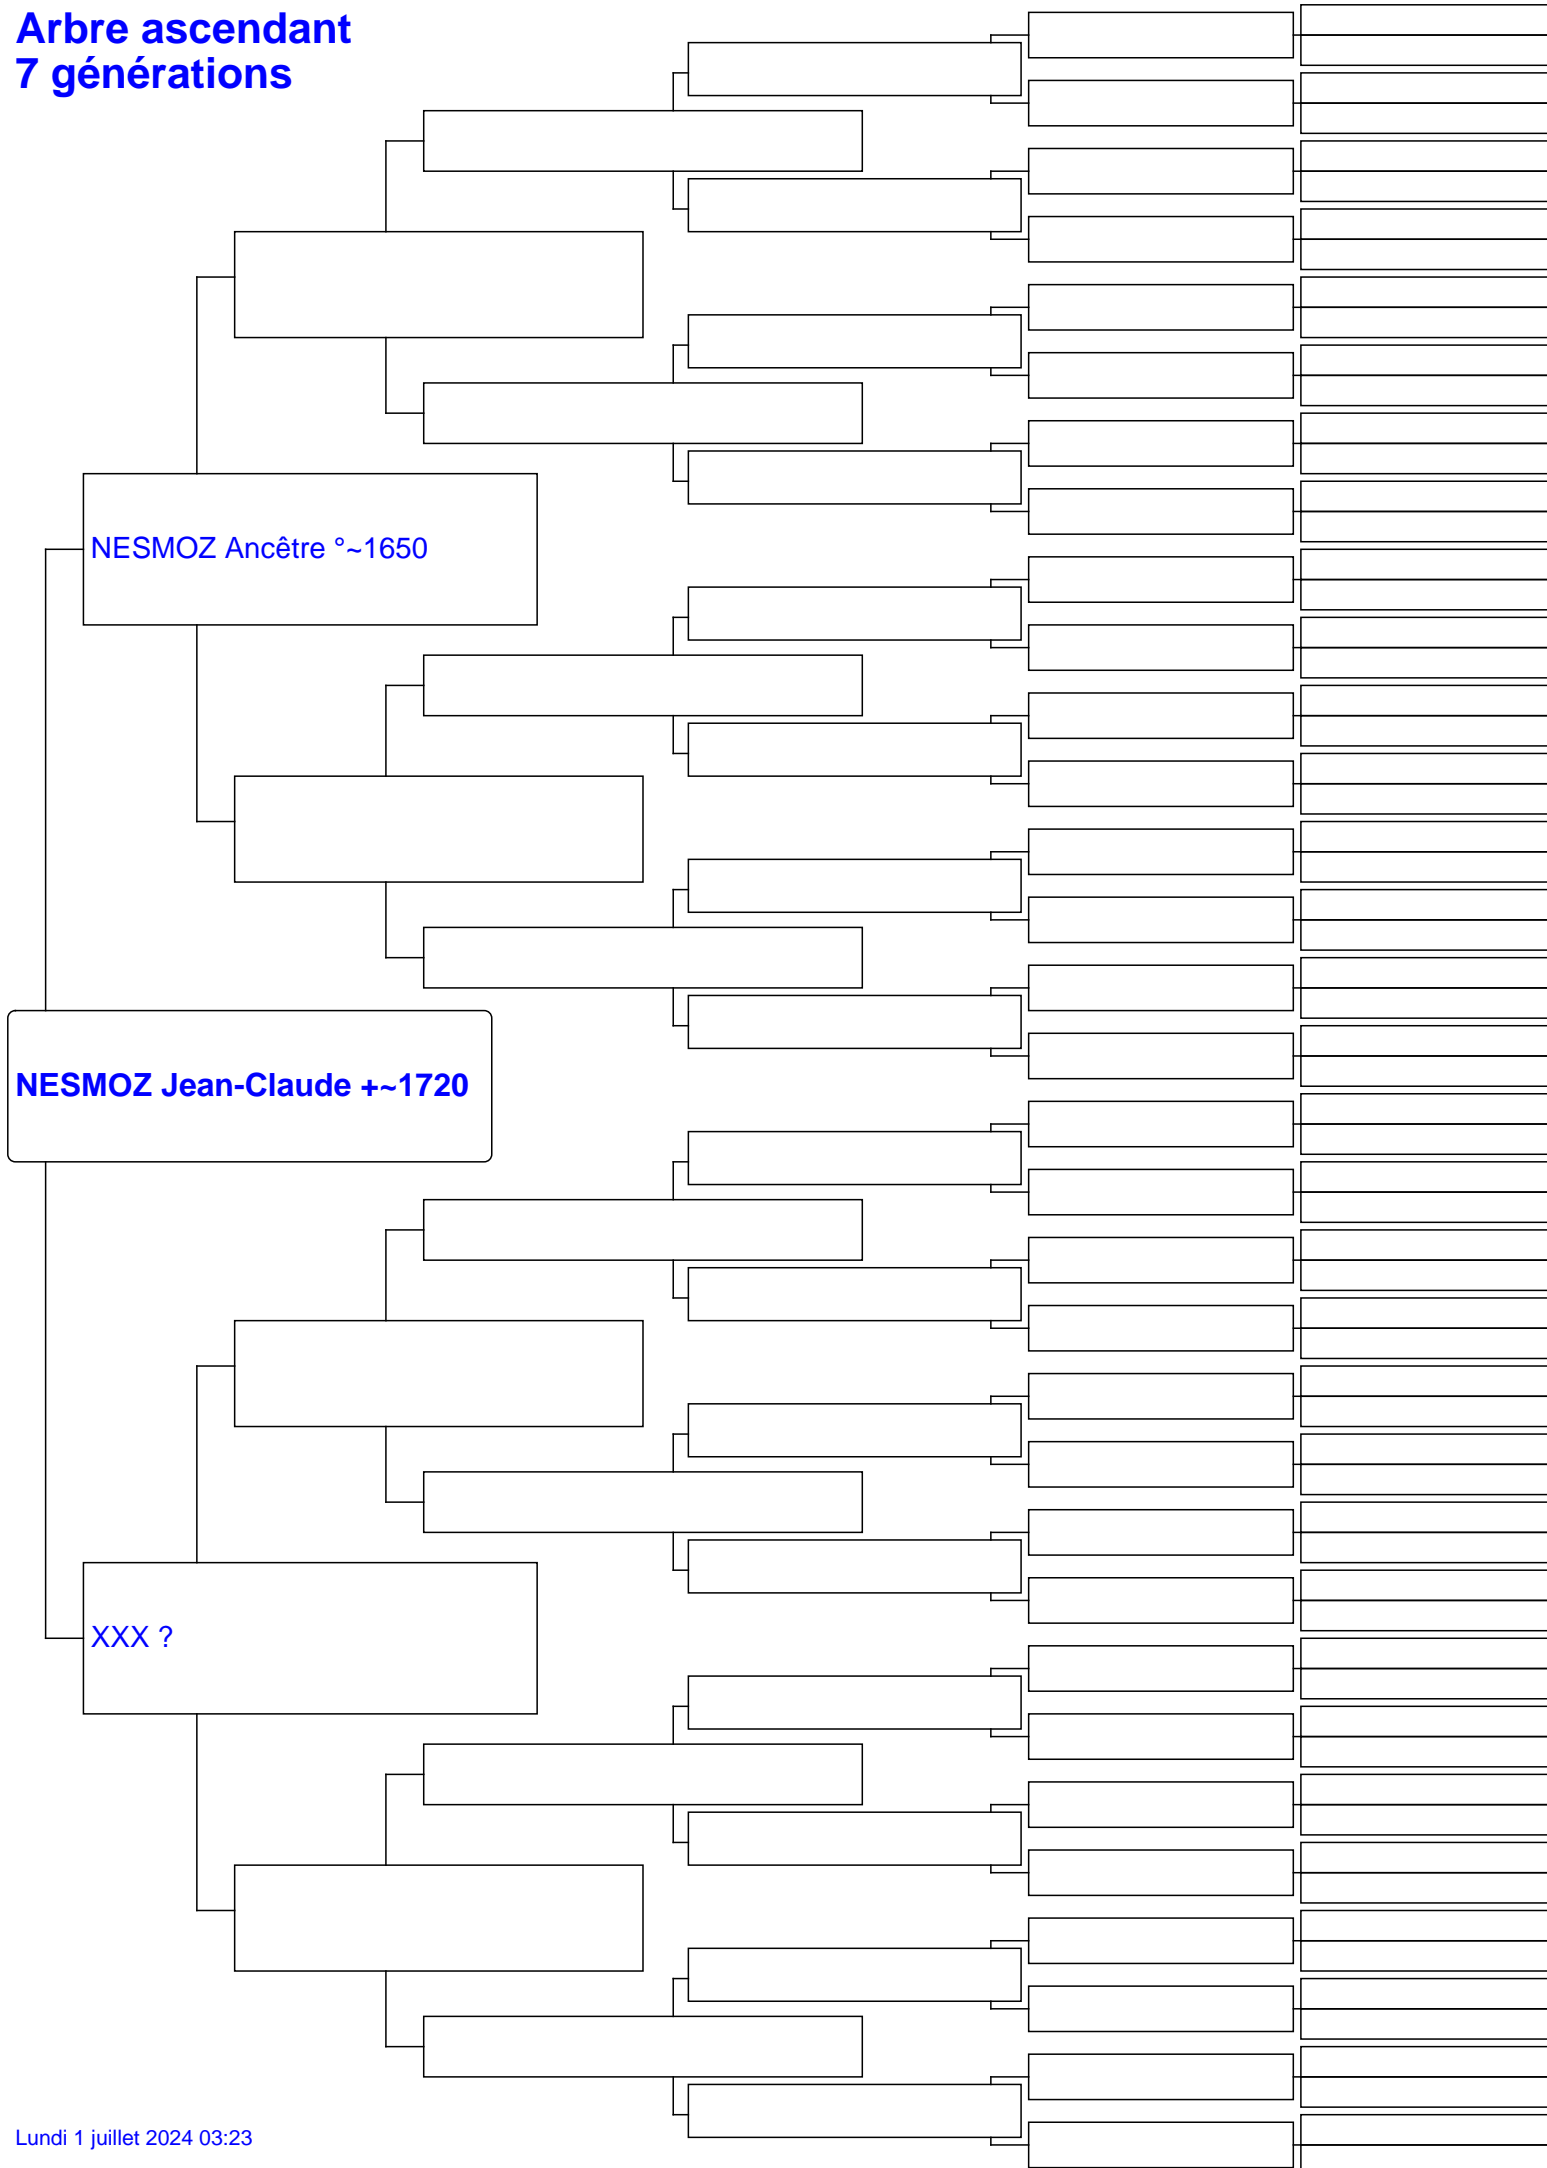 Arbre ascendant
7 générations
NESMOZ Ancêtre °~1650
NESMOZ Jean-Claude +~1720
XXX ?
Lundi 1 juillet 2024 03:23